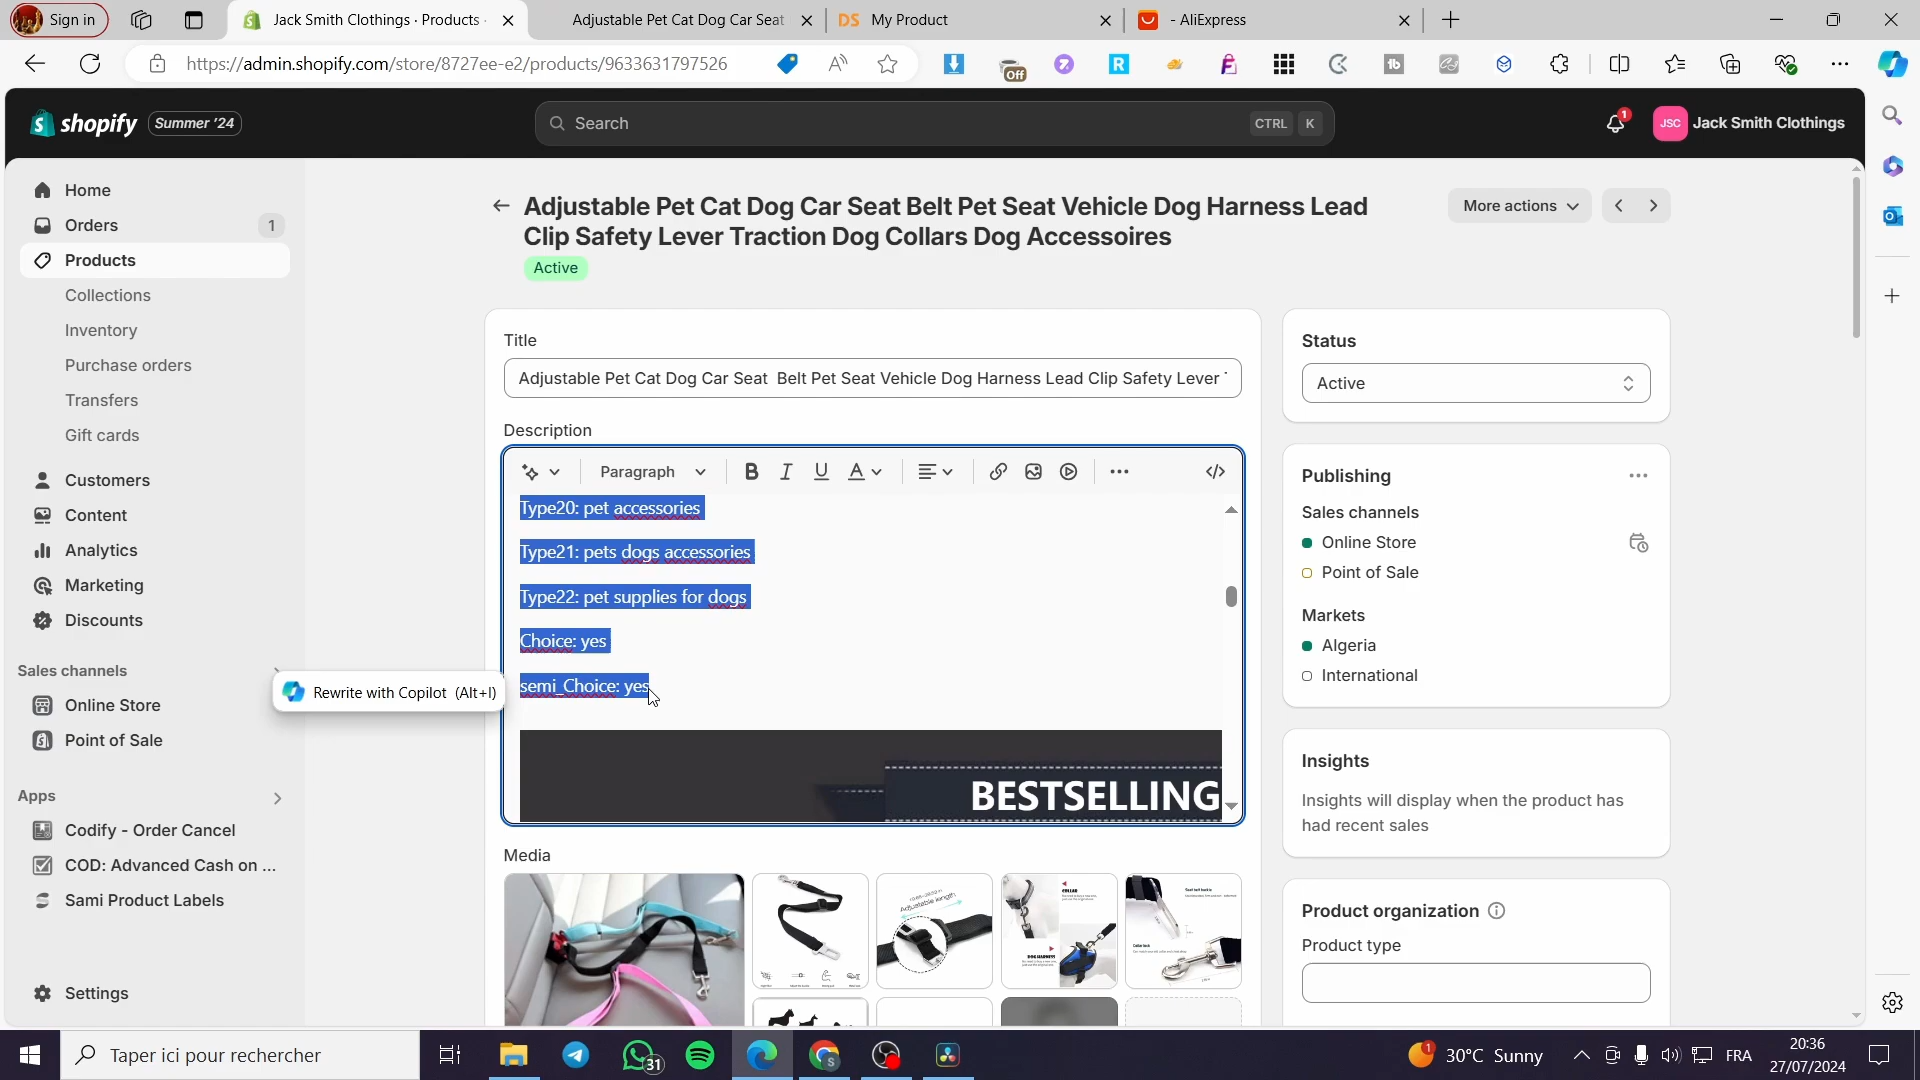 Sign in
Jack Smith Clothings · Products ·
Adjustable Pet Cat Dog Car Seat
DS My Product
- AliExpress
https://admin.shopify.com/store/8727ee-e2/products/9633631797526
Off
shopify
Summer '24
Search
CTRL K
1
JSC
Jack Smith Clothings
Home
Orders
1
Products
Collections
Inventory
Purchase orders
Transfers
Gift cards
Customers
Content
Analytics
Marketing
Discounts
Sales channels
Online Store
Point of Sale
Apps
Codify - Order Cancel
COD: Advanced Cash on ...
Sami Product Labels
Settings
Rewrite with Copilot (Alt+I)
Adjustable Pet Cat Dog Car Seat Belt Pet Seat Vehicle Dog Harness Lead
Clip Safety Lever Traction Dog Collars Dog Accessoires
Active
More actions
Title
Adjustable Pet Cat Dog Car Seat  Belt Pet Seat Vehicle Dog Harness Lead Clip Safety Lever
Description
Paragraph
B I U A
Type20: pet accessories
Type21: pets dogs accessories
Type22: pet supplies for dogs
Choice: yes
semi_Choice: yes
BESTSELLING
Media
Adjustable length
COLLAR
DOG HARNESS
Status
Active
Publishing
Sales channels
Online Store
Point of Sale
Markets
Algeria
International
Insights
Insights will display when the product has
had recent sales
Product organization
Product type
Taper ici pour rechercher
31
30°C Sunny
FRA
20:36
27/07/2024